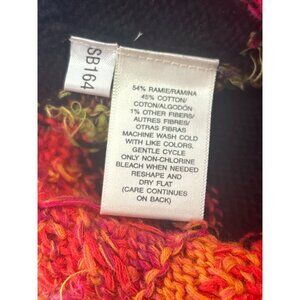 SB164
54% RAMIE/RAMINA
45% COTTON/
COTON/ALGODÓN
1% OTHER FIBERS/
AUTRES FIBRES/
OTRAS FIBRAS
MACHINE WASH COLD
WITH LIKE COLORS.
GENTLE CYCLE
ONLY NON-CHLORINE
BLEACH WHEN NEEDED
RESHAPE AND
DRY FLAT
(CARE CONTINUES
ON BACK)